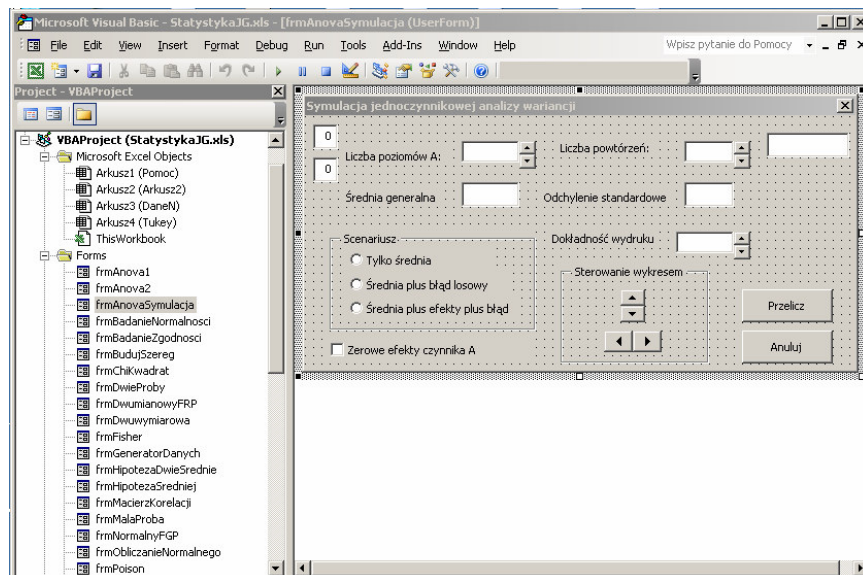 Microsoft Visual Basic - StatystykaJG.xls - [frmAnovaSymulacja (UserForm)]
File Edit View Insert Format Debug Run Tools Add-Ins Window Help
Wpisz pytanie do Pomocy
Project - VBAProject
VBAProject (StatystykaJG.xls)
Microsoft Excel Objects
Arkusz1 (Pomoc)
Arkusz2 (Arkusz2)
Arkusz3 (DaneN)
Arkusz4 (Tukey)
ThisWorkbook
Forms
frmAnova1
frmAnova2
frmAnovaSymulacja
frmBadanieNormalnosci
frmBadanieZgodnosci
frmBudujSzereg
frmChiKwadrat
frmDwieProby
frmDwumianowyFRP
frmDwuwymiarowa
frmFisher
frmGeneratorDanych
frmHipotezaDwieSrednie
frmHipotezaSredniej
frmMacierzKorelacji
frmMalaProba
frmNormalnyFGP
frmObliczanieNormalnego
frmPoison
Symulacja jednoczynnikowej analizy wariancji
0
0
Liczba poziomów A:
Liczba powtórzeń:
Średnia generalna
Odchylenie standardowe
Scenariusz
Tylko średnia
Średnia plus błąd losowy
Średnia plus efekty plus błąd
Zerowe efekty czynnika A
Dokładność wydruku
Sterowanie wykresem
Przelicz
Anuluj